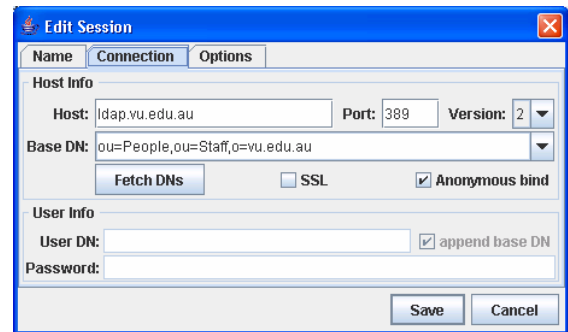 Edit Session
Name Connection Options
Host Info
Host: ldap.vu.edu.au Port: 389 Version: 2
Base DN: ou=People,ou=Staff,o=vu.edu.au
Fetch DNs SSL Anonymous bind
User Info
User DN: append base DN
Password:
Save Cancel